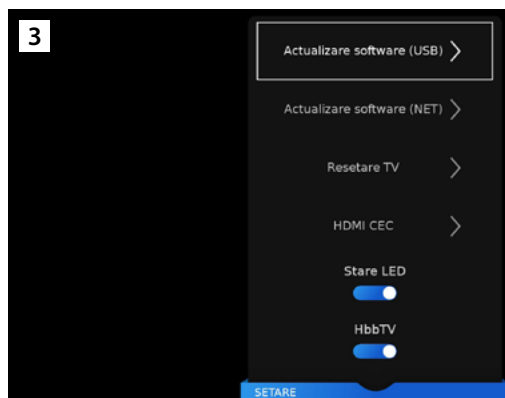 3
Actualizare software (USB)
Actualizare software (NET)
Resetare TV
HDMI CEC
Stare LED
HbbTV
SETARE